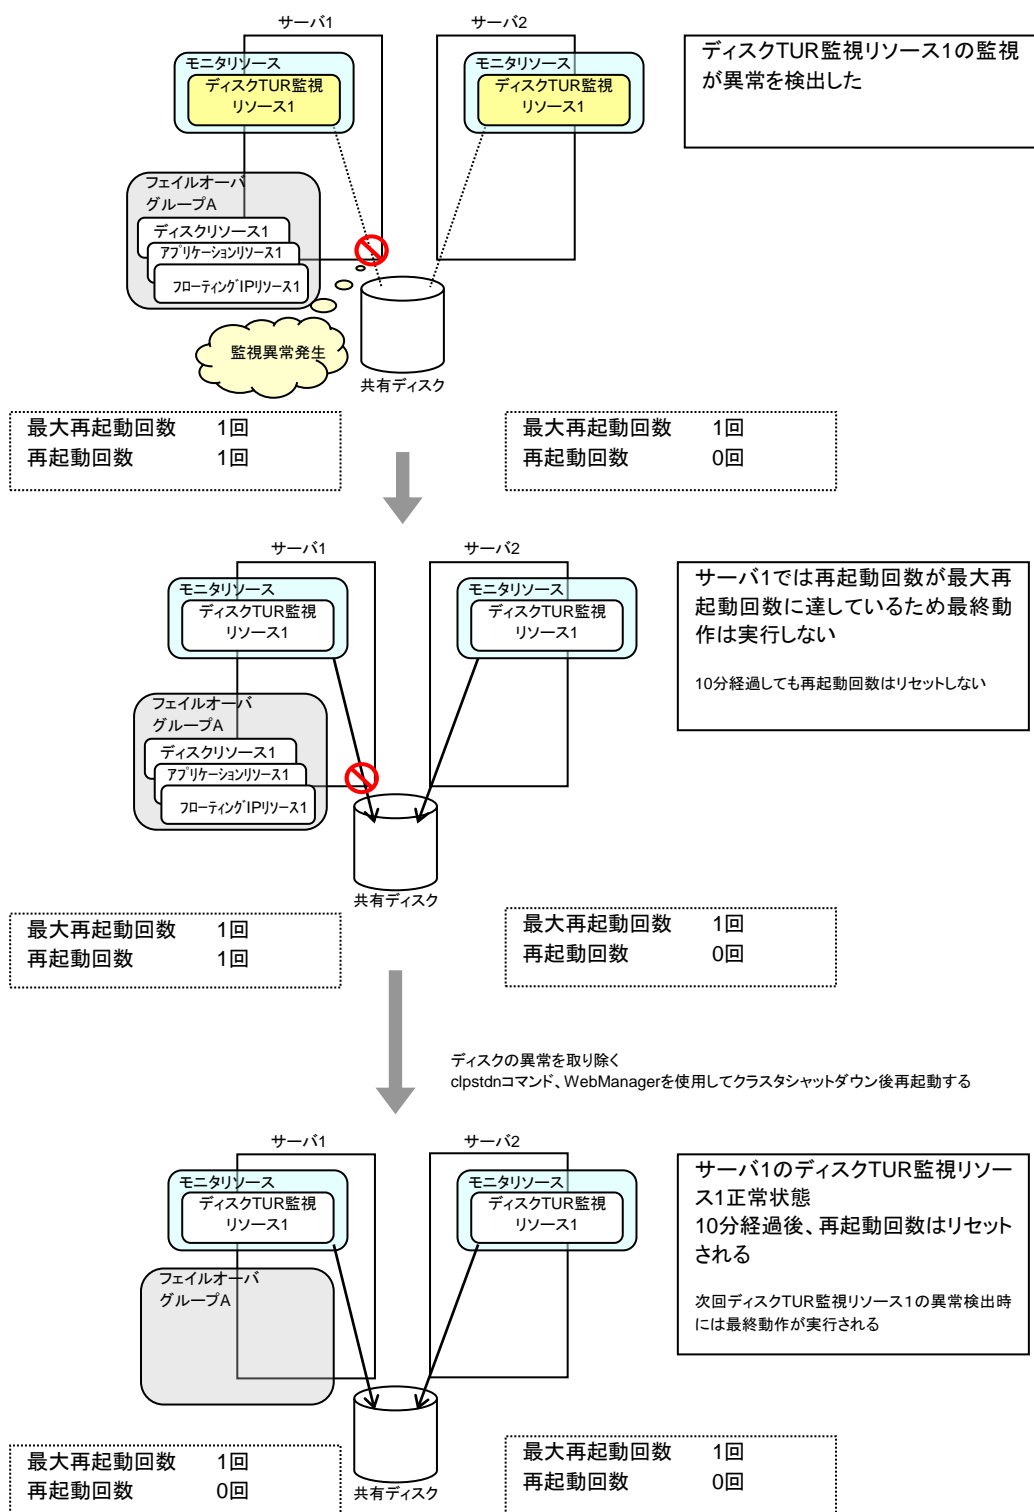 サーバ1
サーバ2
モニタリソース
ディスクTUR監視
リソース1
モニタリソース
ディスクTUR監視
リソース1
ディスクTUR監視リソース1の監視
が異常を検出した
フェイルオーバ
グループA
ディスクリソース1
アプリケーションリソース1
フローティングIPリソース1
監視異常発生
共有ディスク
最大再起動回数 1回
再起動回数 1回
最大再起動回数 1回
再起動回数 0回
サーバ1
サーバ2
モニタリソース
ディスクTUR監視
リソース1
モニタリソース
ディスクTUR監視
リソース1
サーバ1では再起動回数が最大再
起動回数に達しているため最終動
作は実行しない
10分経過しても再起動回数はリセットしない
フェイルオーバ
グループA
ディスクリソース1
アプリケーションリソース1
フローティングIPリソース1
共有ディスク
最大再起動回数 1回
再起動回数 1回
最大再起動回数 1回
再起動回数 0回
ディスクの異常を取り除く
clpstdnコマンド、WebManagerを使用してクラスタシャットダウン後再起動する
サーバ1
サーバ2
モニタリソース
ディスクTUR監視
リソース1
モニタリソース
ディスクTUR監視
リソース1
サーバ1のディスクTUR監視リソー
ス1正常状態
10分経過後、再起動回数はリセット
される
次回ディスクTUR監視リソース1の異常検出時
には最終動作が実行される
フェイルオーバ
グループA
共有ディスク
最大再起動回数 1回
再起動回数 0回
最大再起動回数 1回
再起動回数 0回